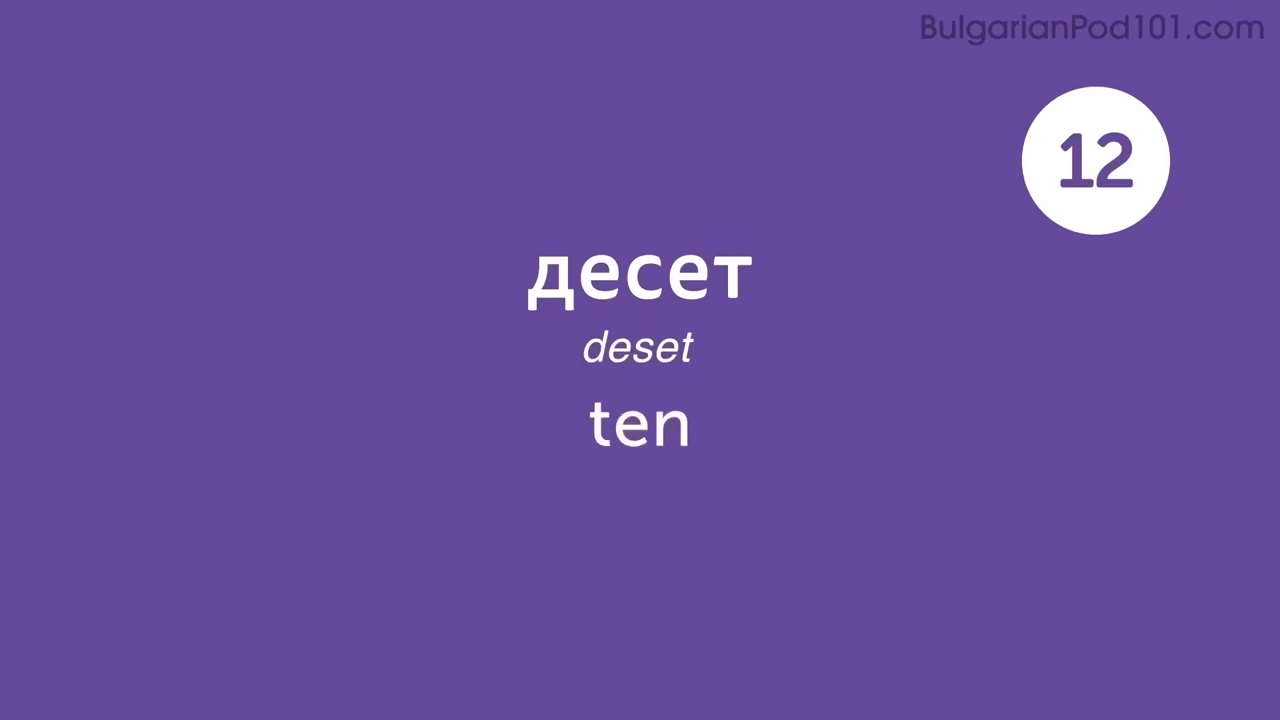 BulgarianPod101.com
12
десет
deset
ten